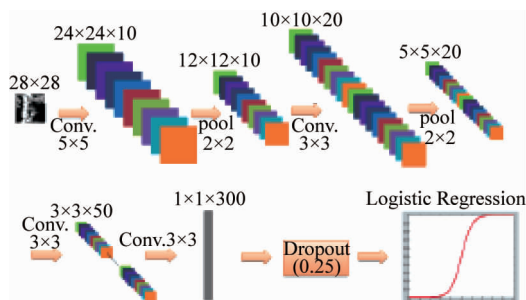 24×24×10
10×10×20
12×12×10
5×5×20
28×28
Conv.
5×5
pool
2×2
Conv.
3×3
pool
2×2
1×1×300
Logistic Regression
Conv.
3×3
3×3×50
Conv.3×3
Dropout
(0.25)